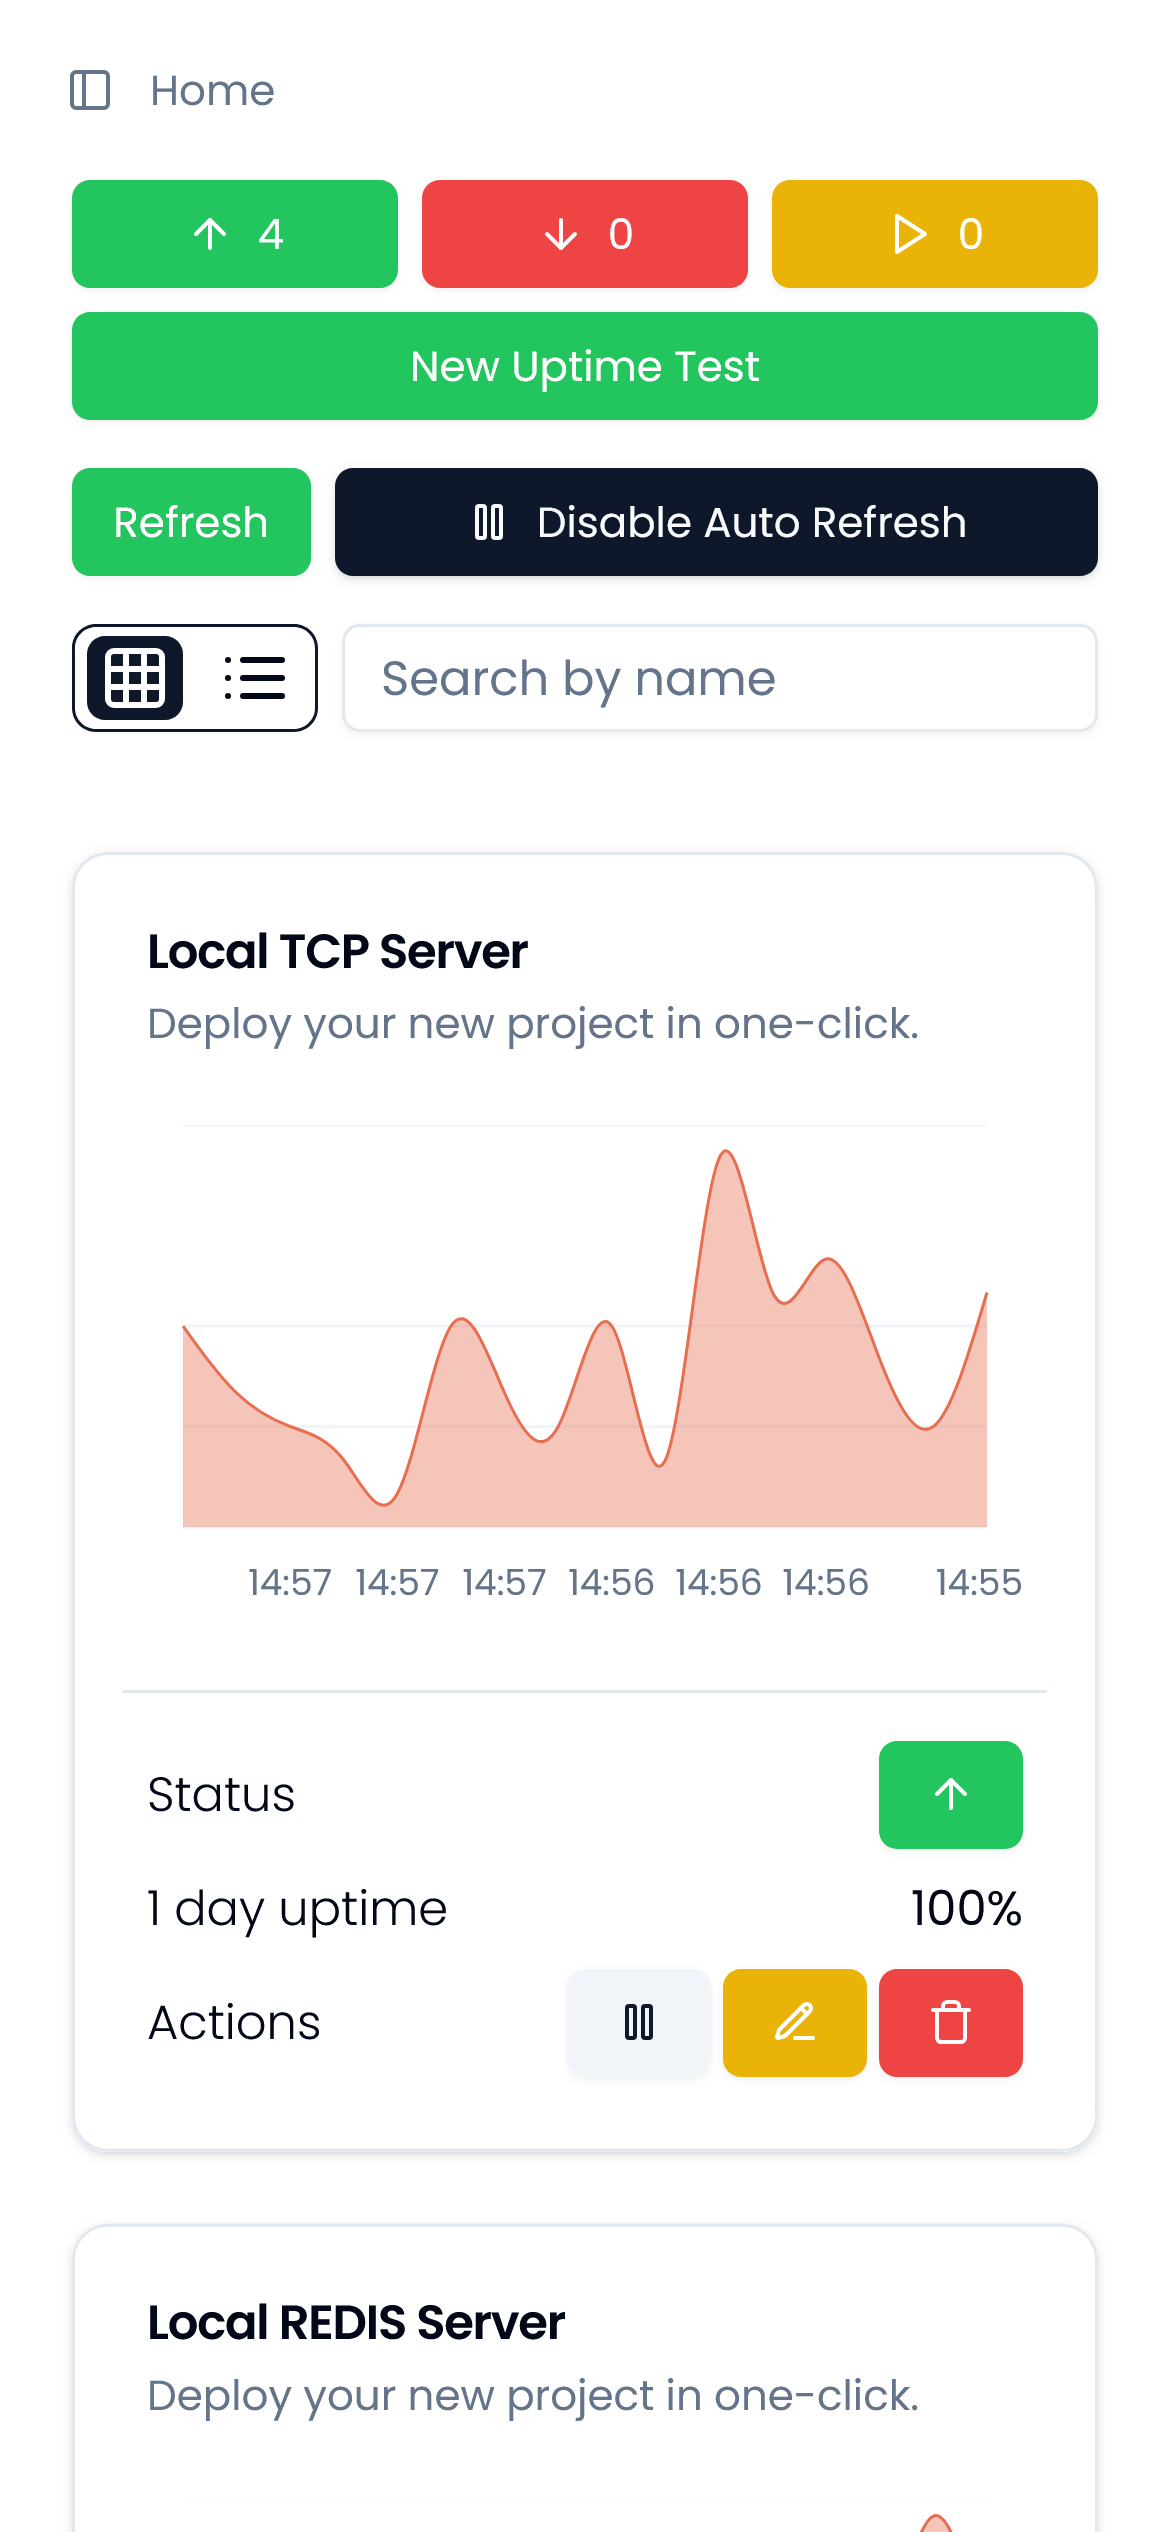 Home
4
0
0
New Uptime Test
Refresh
Disable Auto Refresh
Search by name
Local TCP Server
Deploy your new project in one-click.
14:57 14:57 14:57 14:56 14:56 14:56 14:55
Status
1 day uptime 100%
Actions
Local REDIS Server
Deploy your new project in one-click.